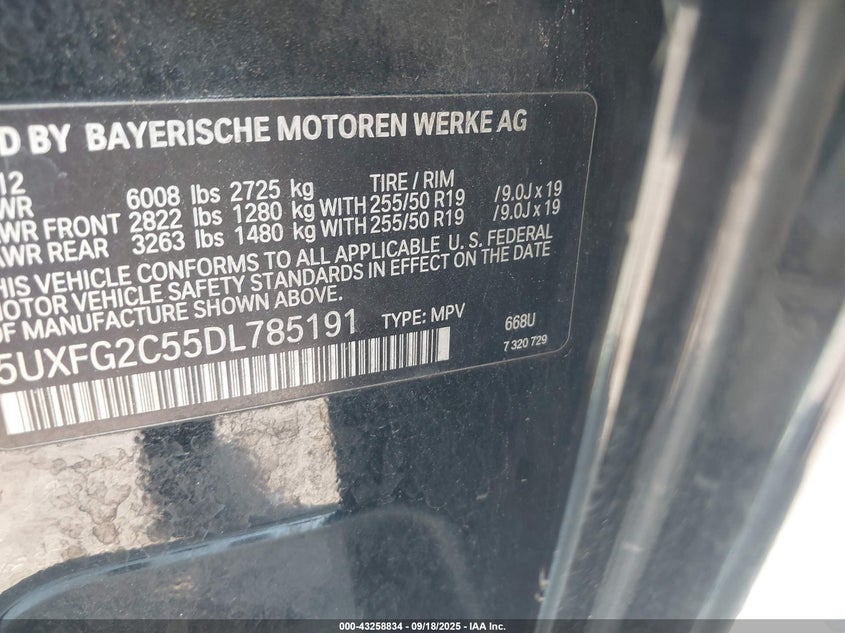 D BY BAYERISCHE MOTOREN WERKE AG
12
WR 6008 lbs 2725 kg TIRE / RIM
AWR FRONT 2822 lbs 1280 kg WITH 255/50 R19 /9.0J x 19
AWR REAR 3263 lbs 1480 kg WITH 255/50 R19 /9.0J x 19
HIS VEHICLE CONFORMS TO ALL APPLICABLE U. S. FEDERAL
MOTOR VEHICLE SAFETY STANDARDS IN EFFECT ON THE DATE
OF MANUFACTURE SHOWN ABOVE.
5UXFG2C55DL785191 TYPE: MPV 668U
7 320 729
000-43258834 - 09/18/2025 - IAA Inc.